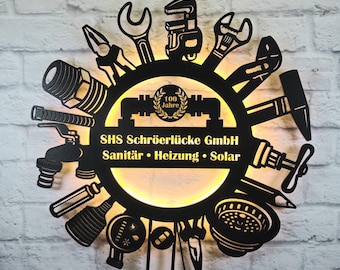 100
Jahre
SHS Schröerlücke GmbH
Sanitär • Heizung • Solar